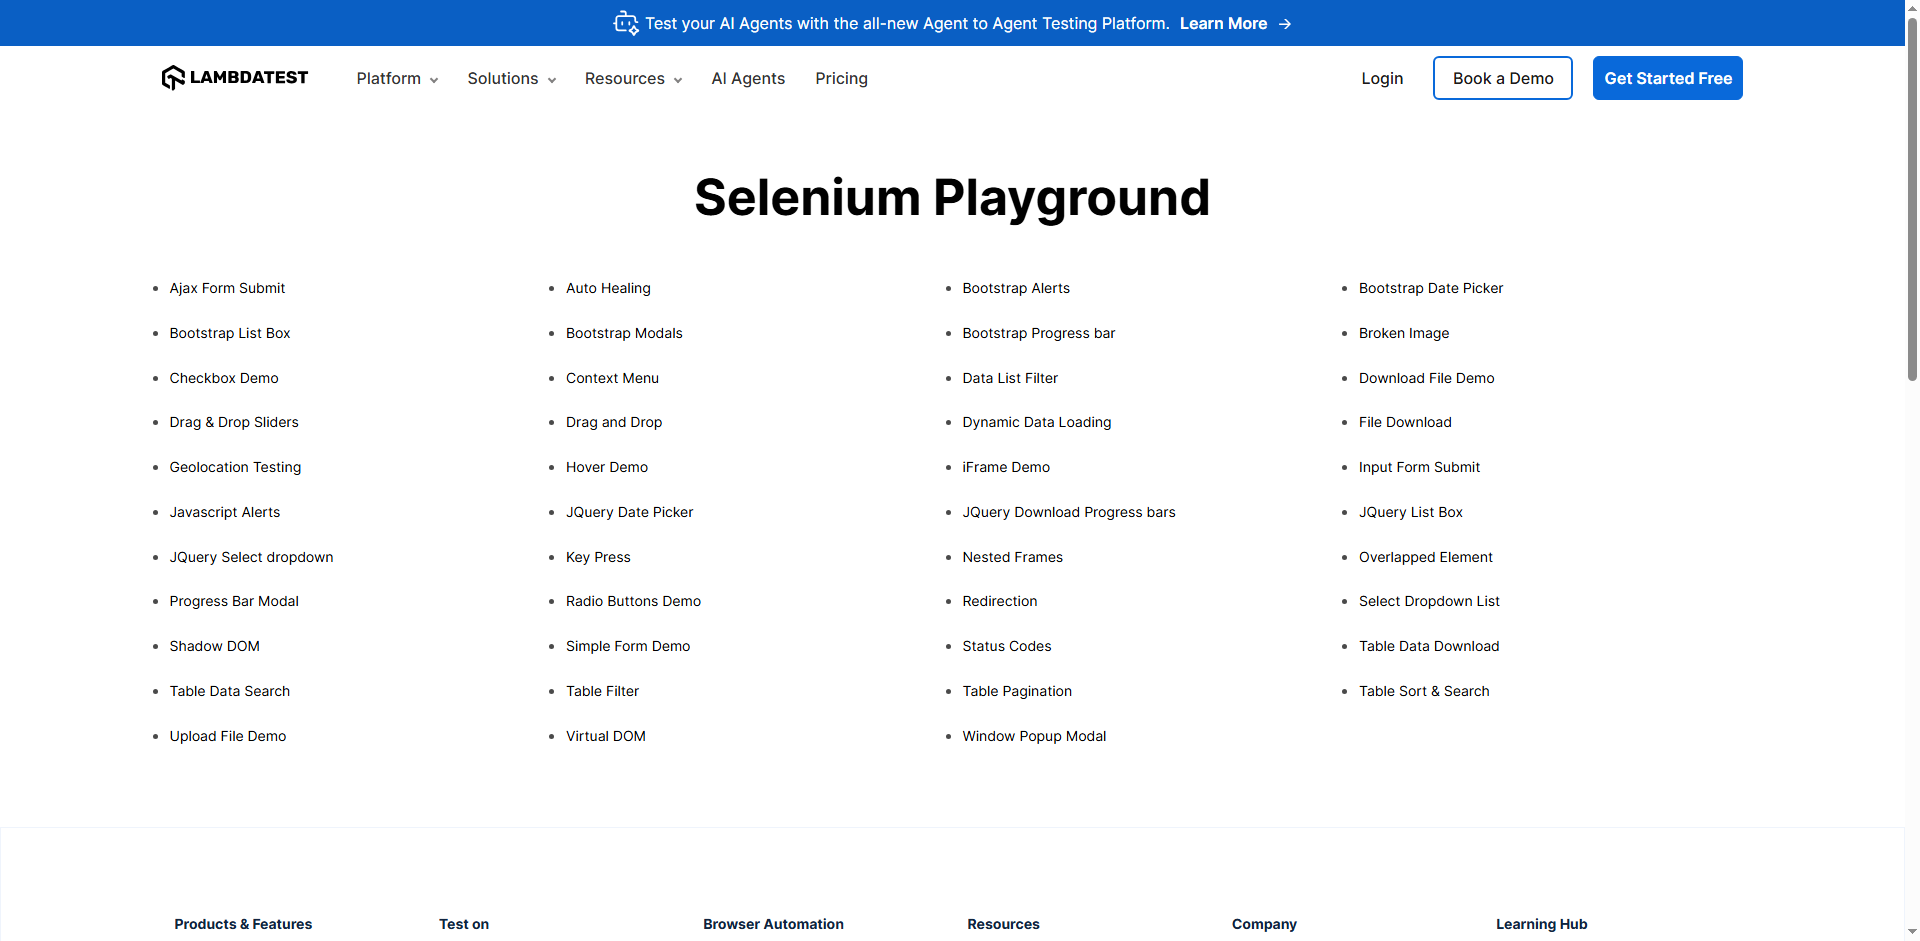 Test your AI Agents with the all-new Agent to Agent Testing Platform. Learn More →
LAMBDATEST Platform Solutions Resources AI Agents Pricing Login Book a Demo Get Started Free
Selenium Playground
• Ajax Form Submit • Auto Healing • Bootstrap Alerts • Bootstrap Date Picker
• Bootstrap List Box • Bootstrap Modals • Bootstrap Progress bar • Broken Image
• Checkbox Demo • Context Menu • Data List Filter • Download File Demo
• Drag & Drop Sliders • Drag and Drop • Dynamic Data Loading • File Download
• Geolocation Testing • Hover Demo • iFrame Demo • Input Form Submit
• Javascript Alerts • JQuery Date Picker • JQuery Download Progress bars • JQuery List Box
• JQuery Select dropdown • Key Press • Nested Frames • Overlapped Element
• Progress Bar Modal • Radio Buttons Demo • Redirection • Select Dropdown List
• Shadow DOM • Simple Form Demo • Status Codes • Table Data Download
• Table Data Search • Table Filter • Table Pagination • Table Sort & Search
• Upload File Demo • Virtual DOM • Window Popup Modal
Products & Features Test on Browser Automation Resources Company Learning Hub